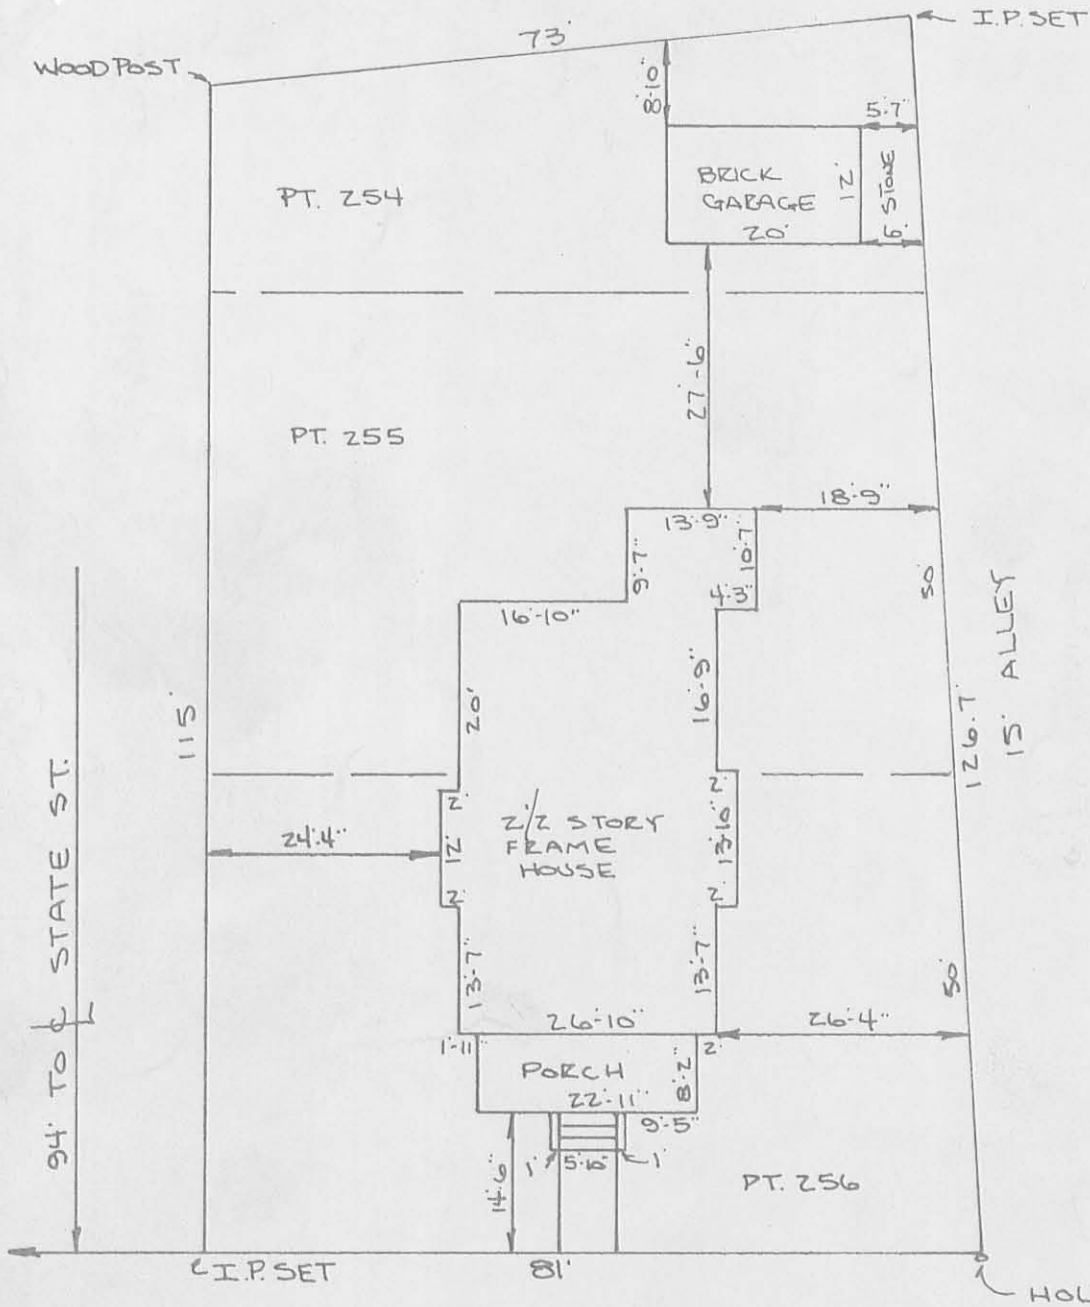 I.P. SET
73'
WOOD POST
8'-10"
5'-7"
PT. 254
BRICK
GARAGE
20'
12'
STONE
6'
27'-6"
PT. 255
18'-9"
13'-9"
10'-7"
9'-7"
4'-3"
16'-10"
50'
15' ALLEY
126.7'
16'-9"
20'
115'
2'
2'
2 1/2 STORY
FRAME
HOUSE
24'-4"
12'
13'-10"
2'
2'
13'-7"
13'-7"
50'
26'-10"
26'-4"
1'-11"
2'
PORCH
22'-11"
8'-2"
9'-5"
1'
5'-10"
1'
14'-6"
PT. 256
94' TO ℄ STATE ST.
I.P. SET
81'
HOL